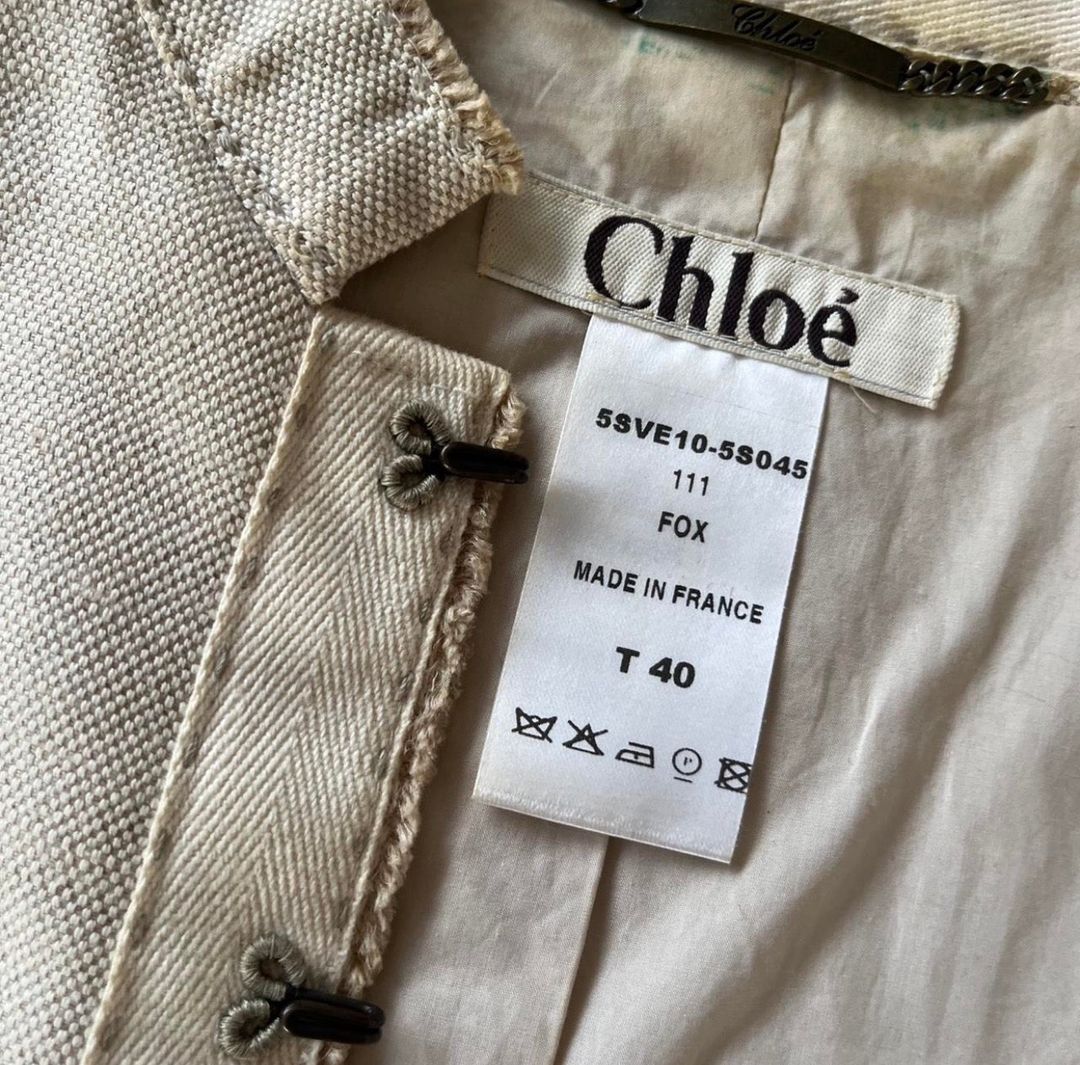 Chloé
Chloé
5SVE10-5S045
111
FOX
MADE IN FRANCE
T 40
P